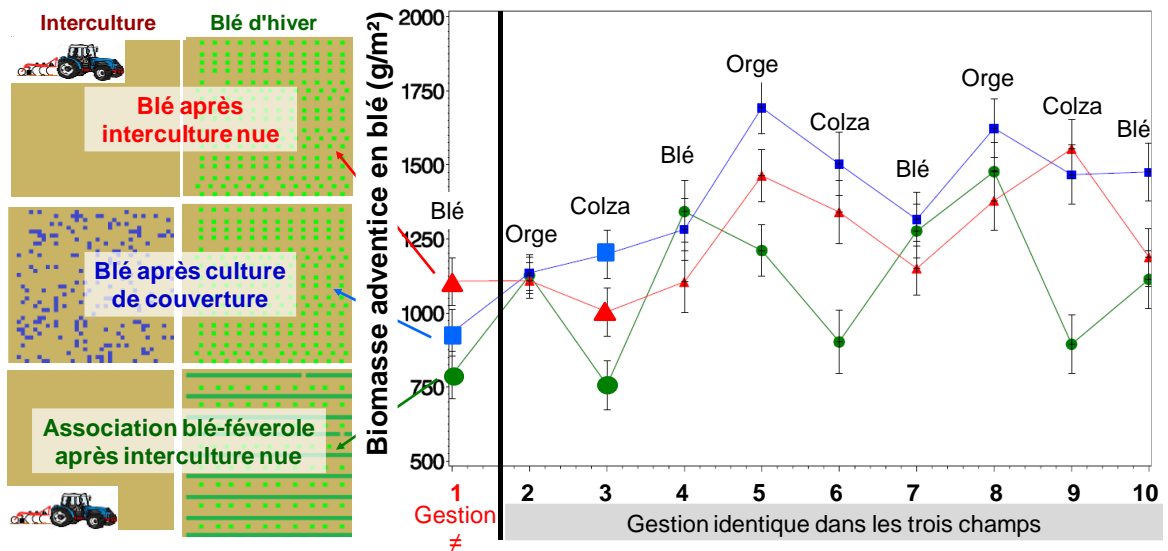 Interculture
Blé d'hiver
Blé après
interculture nue
Blé après culture
de couverture
Association blé-féverole
après interculture nue
Biomasse adventice en blé (g/m²)
2000
1750
1500
1250
1000
750
500
Blé
Orge
Colza
Blé
Orge
Colza
Blé
Orge
Colza
Blé
1 2 3 4 5 6 7 8 9 10
Gestion
≠
Gestion identique dans les trois champs